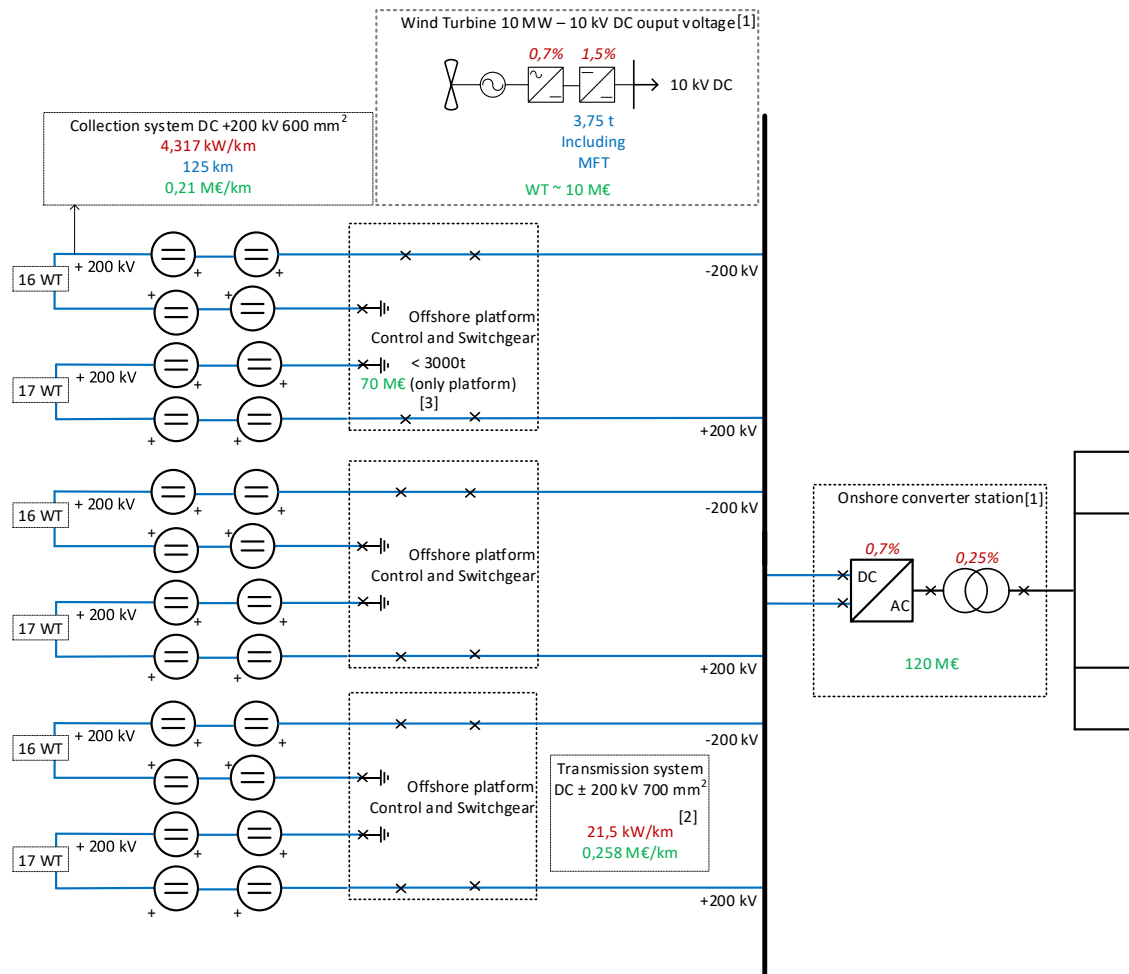 Wind Turbine 10 MW – 10 kV DC ouput voltage[1]
0,7%
1,5%
10 kV DC
3,75 t
Including
MFT
WT ~ 10 M€
Collection system DC +200 kV 600 mm2
4,317 kW/km
125 km
0,21 M€/km
16 WT
+ 200 kV
+
+
+
+
-200 kV
Offshore platform
Control and Switchgear
< 3000t
70 M€ (only platform)
[3]
17 WT
+ 200 kV
+
+
+
+
+200 kV
16 WT
+ 200 kV
+
+
+
+
-200 kV
Offshore platform
Control and Switchgear
17 WT
+ 200 kV
+
+
+
+
+200 kV
Onshore converter station[1]
0,7%
0,25%
DC
AC
120 M€
16 WT
+ 200 kV
+
+
+
+
-200 kV
Offshore platform
Control and Switchgear
17 WT
+ 200 kV
+
+
+
+
+200 kV
Transmission system
DC ± 200 kV 700 mm2
[2]
21,5 kW/km
0,258 M€/km